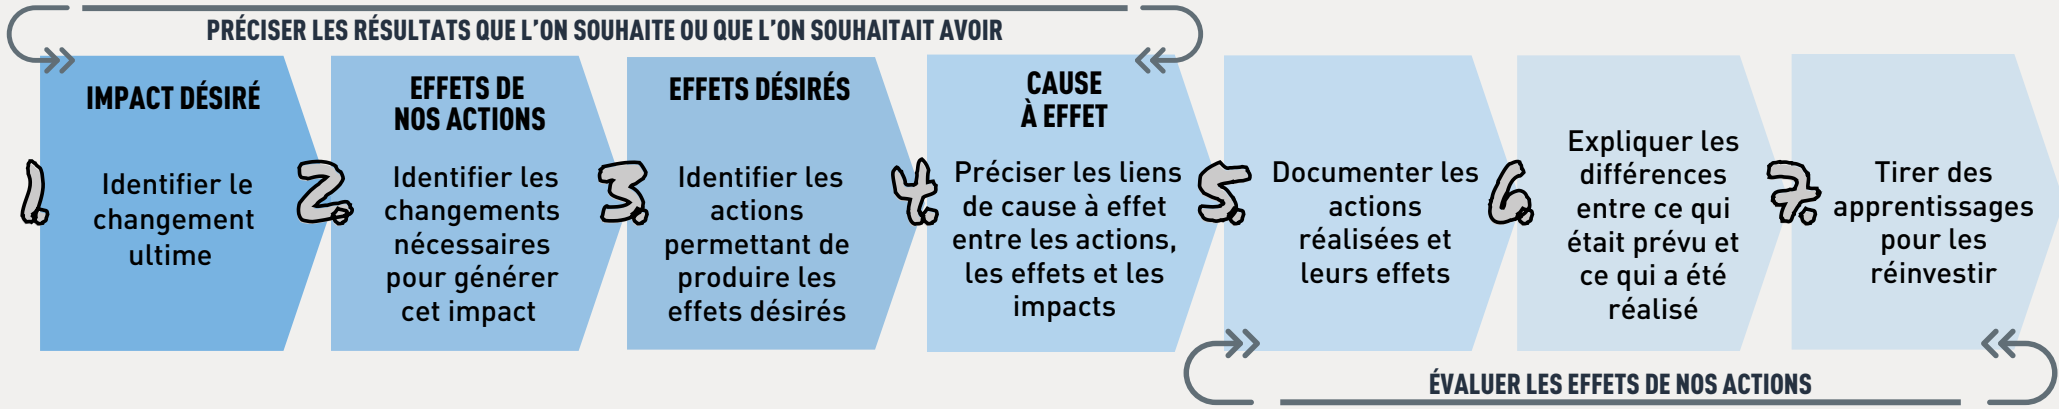 PRÉCISER LES RÉSULTATS QUE L'ON SOUHAITE OU QUE L'ON SOUHAITAIT AVOIR
1.
IMPACT DÉSIRÉ
Identifier le
changement
ultime
2.
EFFETS DE
NOS ACTIONS
Identifier les
changements
nécessaires
pour générer
cet impact
3.
EFFETS DÉSIRÉS
Identifier les
actions
permettant de
produire les
effets désirés
4.
CAUSE
À EFFET
Préciser les liens
de cause à effet
entre les actions,
les effets et les
impacts
5.
Documenter les
actions
réalisées et
leurs effets
6.
Expliquer les
différences
entre ce qui
était prévu et
ce qui a été
réalisé
7.
Tirer des
apprentissages
pour les
réinvestir
ÉVALUER LES EFFETS DE NOS ACTIONS